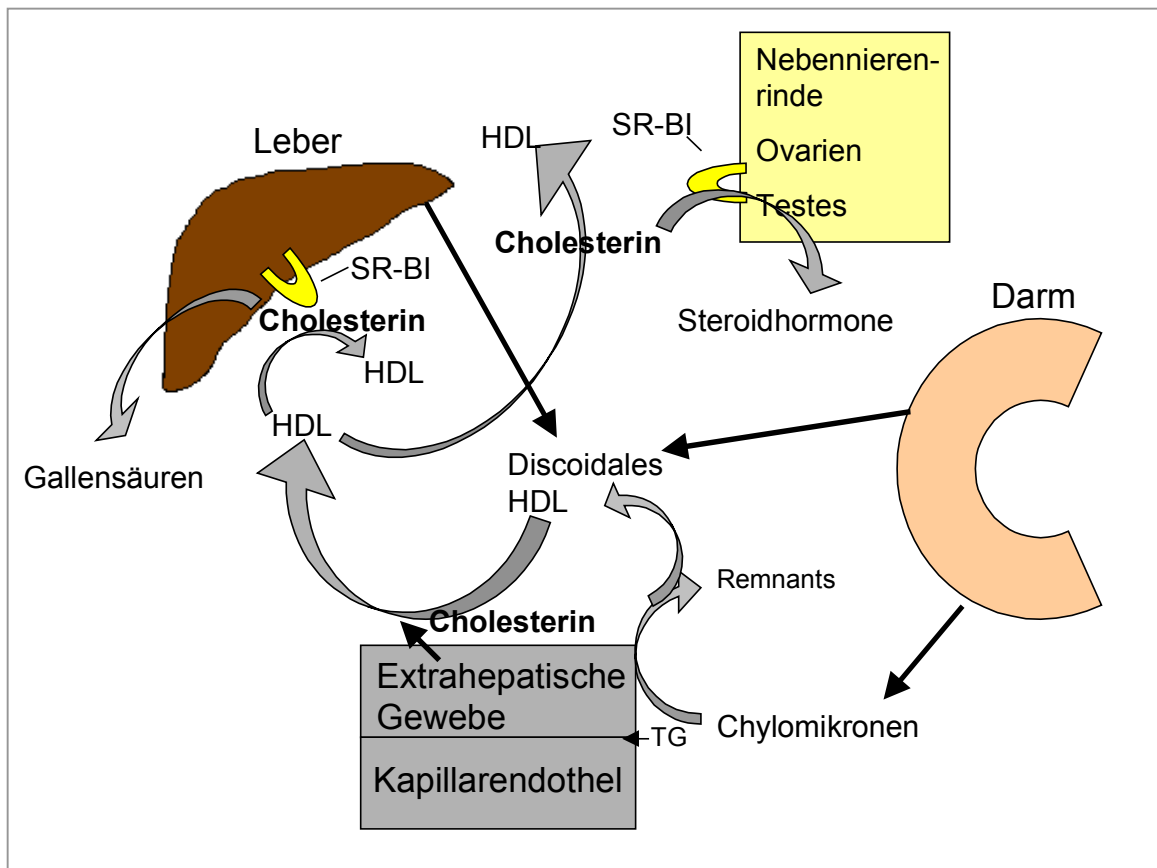 Nebennieren-
rinde
Ovarien
Testes
SR-BI
HDL
Leber
Cholesterin
SR-BI
Steroidhormone
Darm
Cholesterin
HDL
HDL
Gallensäuren
Discoidales
HDL
Remnants
Cholesterin
Extrahepatische
Gewebe
Chylomikronen
TG
Kapillarendothel